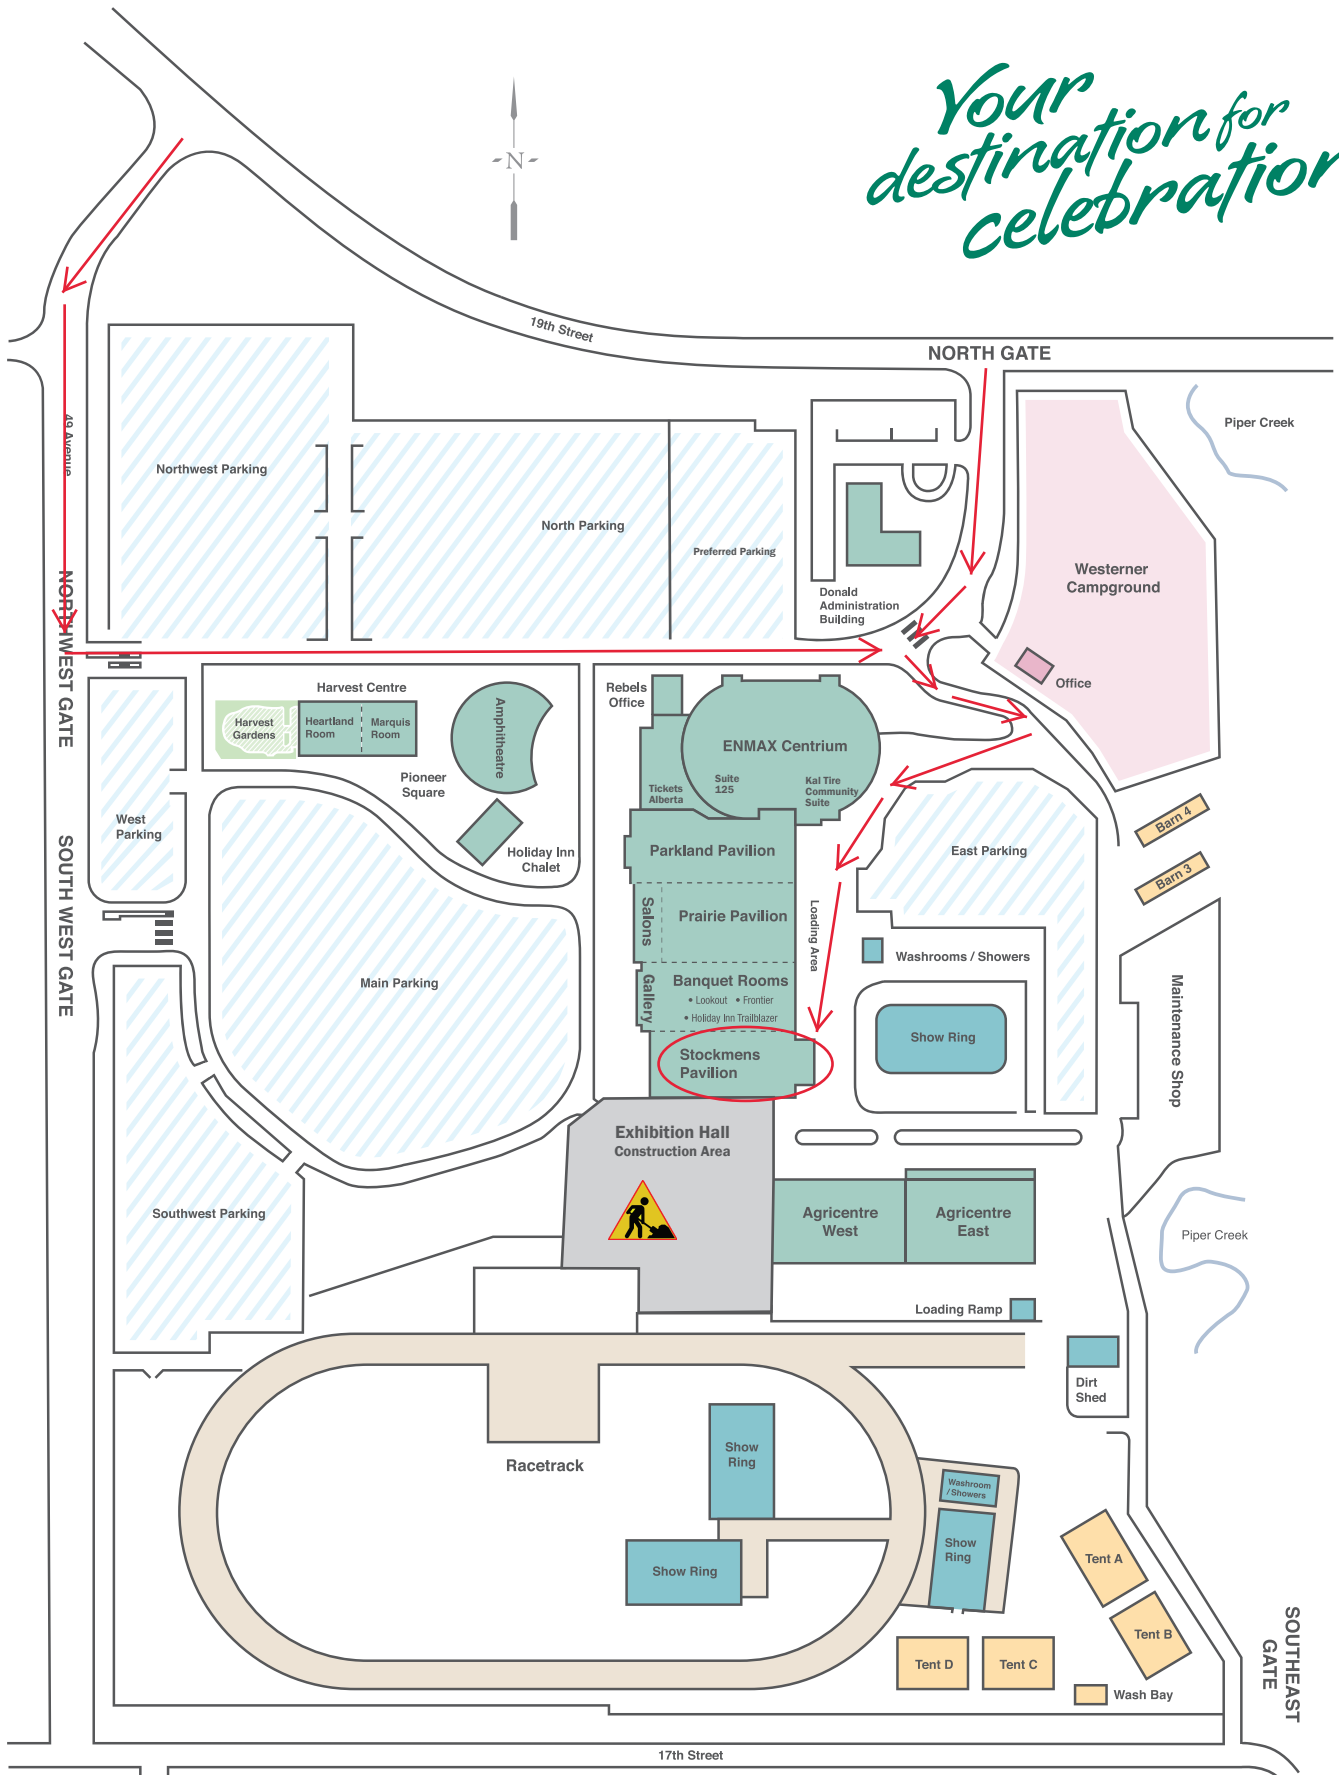 Your
destination for
celebration
N
19th Street
NORTH GATE
Piper Creek
49 Avenue
Northwest Parking
North Parking
Preferred Parking
Westerner
Campground
Donald
Administration
Building
NORTHWEST GATE
Office
Harvest Centre
Rebels
Office
Harvest
Gardens
Heartland
Room
Marquis
Room
Amphitheatre
ENMAX Centrium
Pioneer
Square
Tickets
Alberta
Suite
125
Kal Tire
Community
Suite
West
Parking
Holiday Inn
Chalet
Parkland Pavilion
East Parking
Barn 4
Barn 3
SOUTH WEST GATE
Salons
Prairie Pavilion
Loading Area
Washrooms / Showers
Main Parking
Gallery
Banquet Rooms
• Lookout • Frontier
• Holiday Inn Trailblazer
Show Ring
Maintenance Shop
Stockmens
Pavilion
Exhibition Hall
Construction Area
Southwest Parking
Agricentre
West
Agricentre
East
Piper Creek
Loading Ramp
Dirt
Shed
Racetrack
Show
Ring
Washroom
/ Showers
Show
Ring
Show Ring
Tent A
Tent B
Tent D
Tent C
Wash Bay
SOUTHEAST
GATE
17th Street